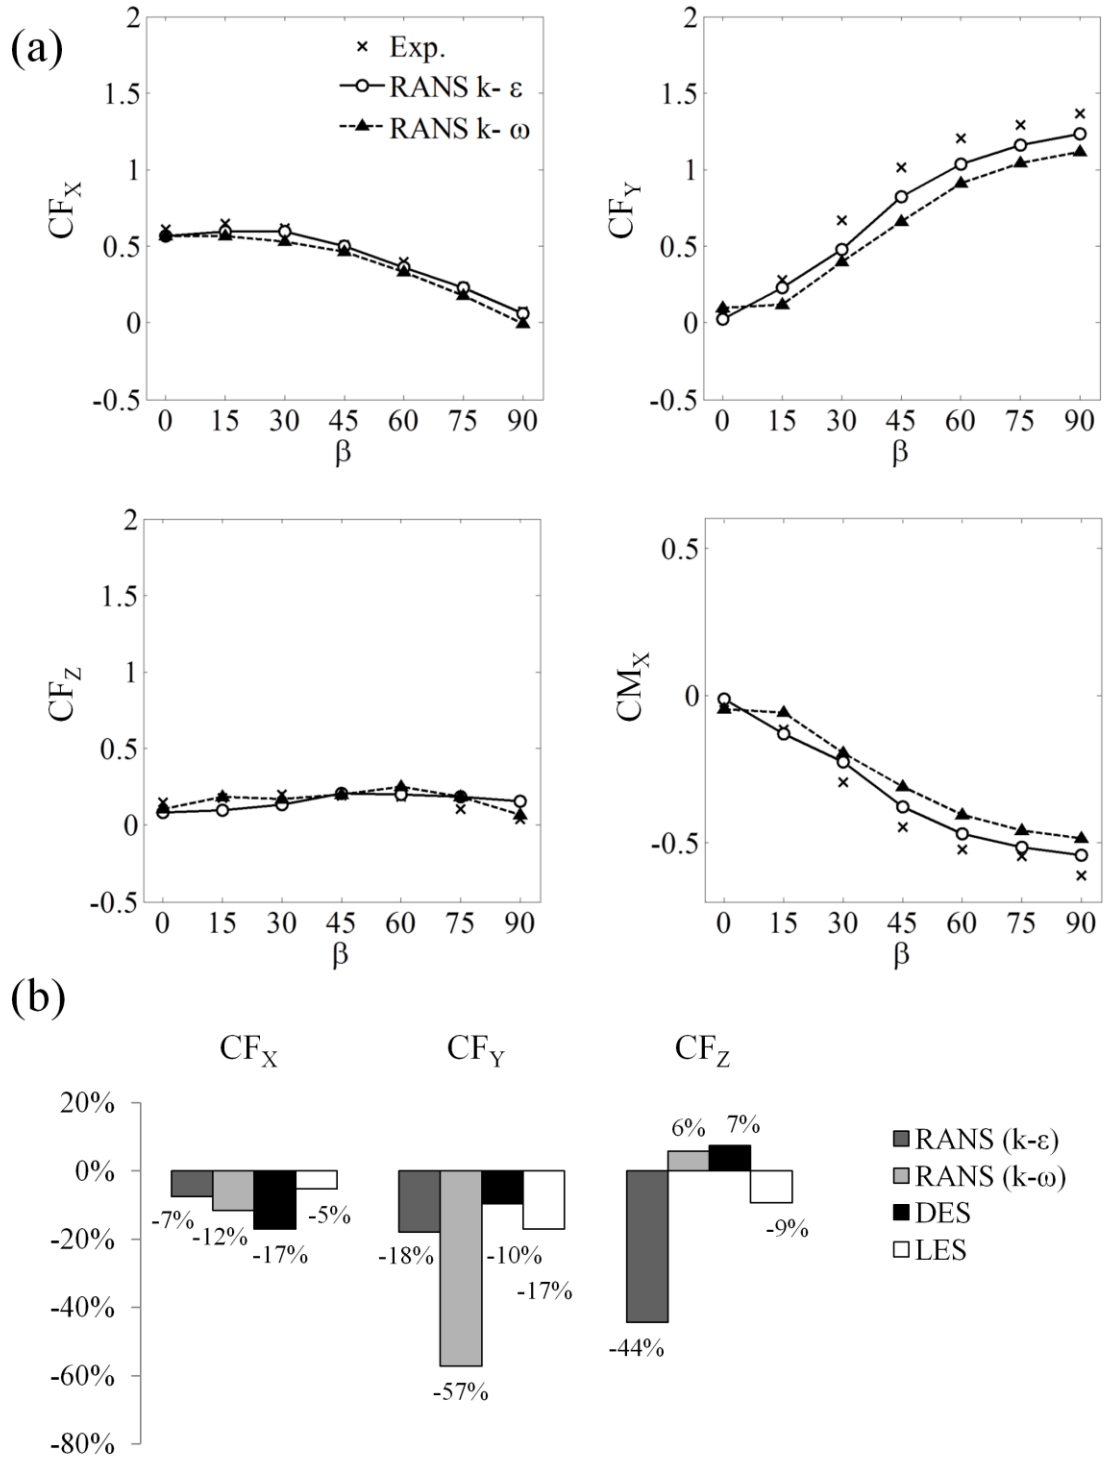 (a)
2
1.5
1
0.5
0
-0.5
CF_X
0 15 30 45 60 75 90
β
× Exp.
RANS k- ε
RANS k- ω
2
1.5
1
0.5
0
-0.5
CF_Y
0 15 30 45 60 75 90
β
2
1.5
1
0.5
0
-0.5
CF_Z
0 15 30 45 60 75 90
β
0.5
0
-0.5
CM_X
0 15 30 45 60 75 90
β
(b)
CF_X CF_Y CF_Z
20%
0%
-20%
-40%
-60%
-80%
-7%
-12%
-17%
-5%
-18%
-57%
-10%
-17%
-44%
6%
7%
-9%
RANS (k-ε)
RANS (k-ω)
DES
LES